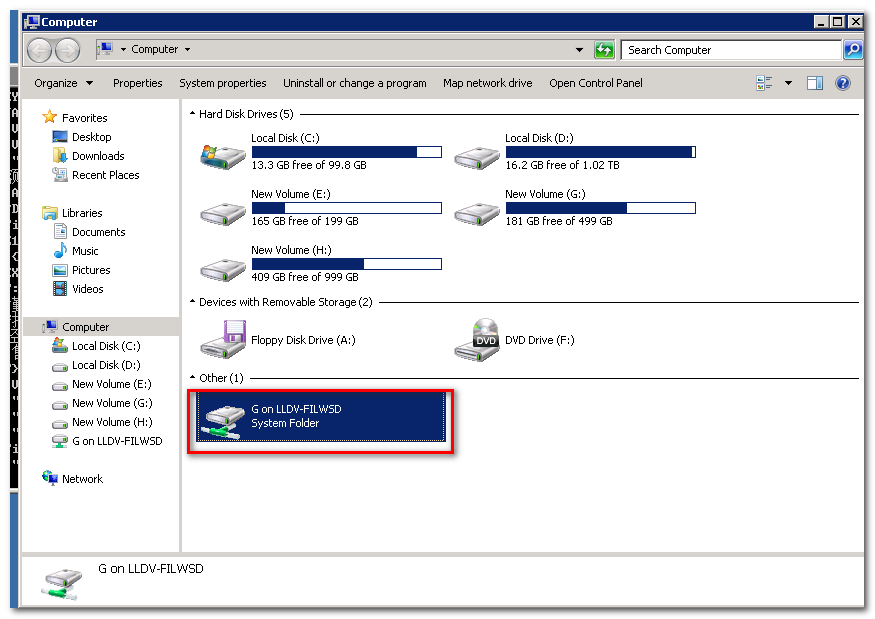 Computer
Computer
Search Computer
Organize Properties System properties Uninstall or change a program Map network drive Open Control Panel
Favorites
Desktop
Downloads
Recent Places
Libraries
Documents
Music
Pictures
Videos
Computer
Local Disk (C:)
Local Disk (D:)
New Volume (E:)
New Volume (G:)
New Volume (H:)
G on LLDV-FILWSD
Network
Hard Disk Drives (5)
Local Disk (C:)
13.3 GB free of 99.8 GB
Local Disk (D:)
16.2 GB free of 1.02 TB
New Volume (E:)
165 GB free of 199 GB
New Volume (G:)
181 GB free of 499 GB
New Volume (H:)
409 GB free of 999 GB
Devices with Removable Storage (2)
Floppy Disk Drive (A:)
DVD
DVD Drive (F:)
Other (1)
G on LLDV-FILWSD
System Folder
G on LLDV-FILWSD